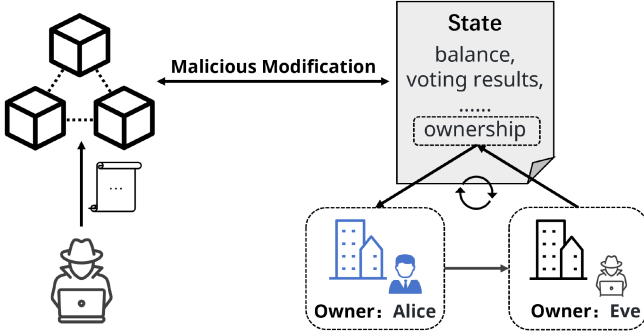 State
balance,
voting results,
......
ownership
Malicious Modification
...
Owner： Alice
Owner： Eve